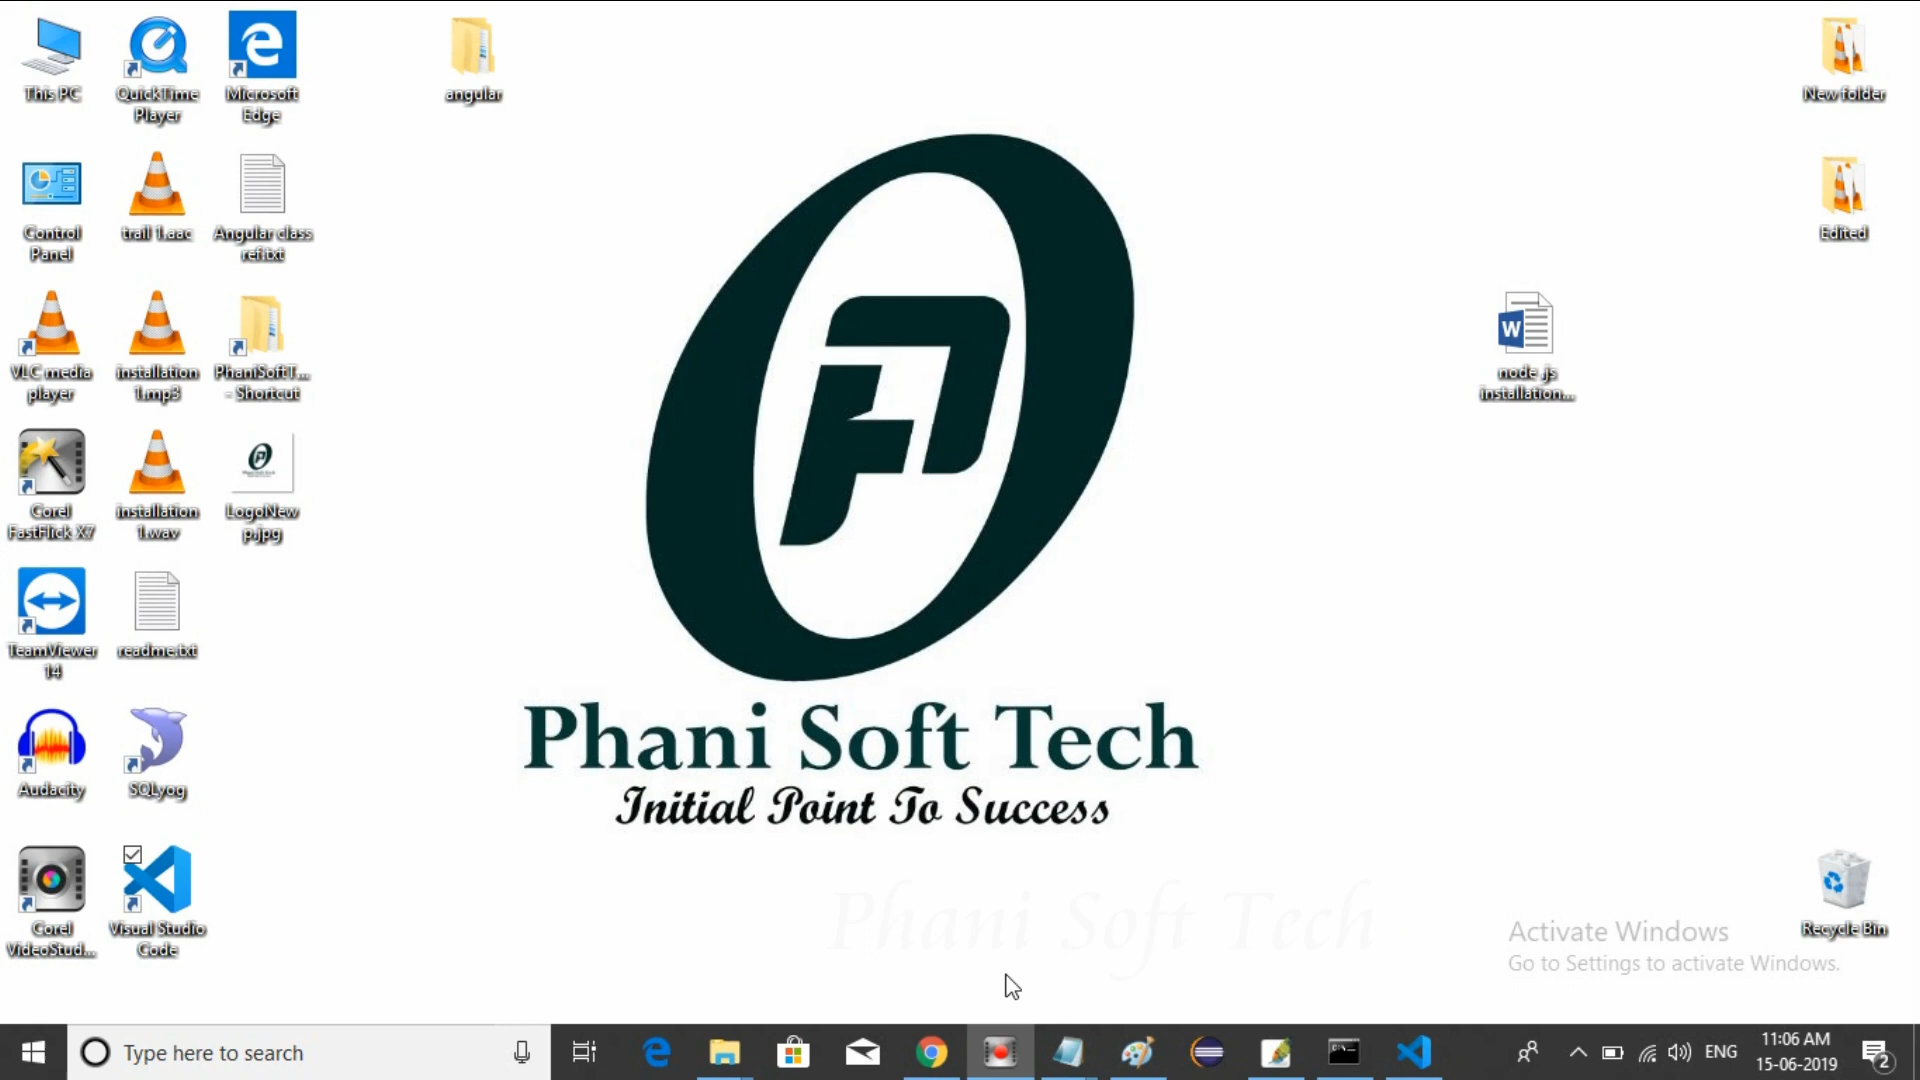 This PC
QuickTime
Player
Microsoft
Edge
angular
New folder
Control
Panel
trail 1.aac
Angular class
ref.txt
Edited
VLC media
player
installation
1.mp3
PhaniSoftT...
- Shortcut
node .js
installation...
Corel
FastFlick X7
installation
1.wav
LogoNew
p.jpg
TeamViewer
14
readme.txt
Audacity
SQLyog
Corel
VideoStud...
Visual Studio
Code
Recycle Bin
Phani Soft Tech
Initial Point To Success
Phani Soft Tech
Activate Windows
Go to Settings to activate Windows.
Type here to search
ENG
11:06 AM
15-06-2019
2